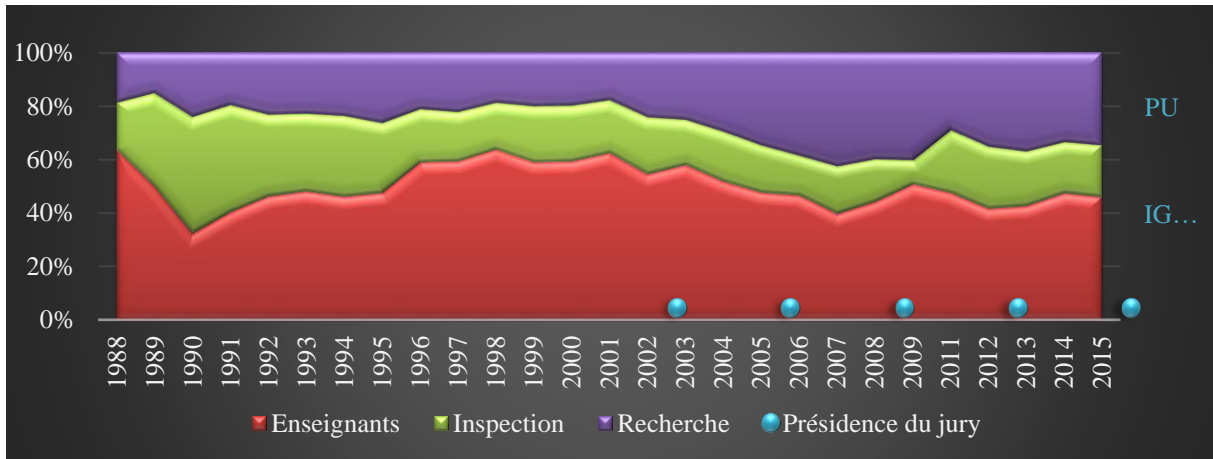 100%
80%
60%
40%
20%
0%
PU
IG…
1988 1989 1990 1991 1992 1993 1994 1995 1996 1997 1998 1999 2000 2001 2002 2003 2004 2005 2006 2007 2008 2009 2011 2012 2013 2014 2015
Enseignants Inspection Recherche Présidence du jury